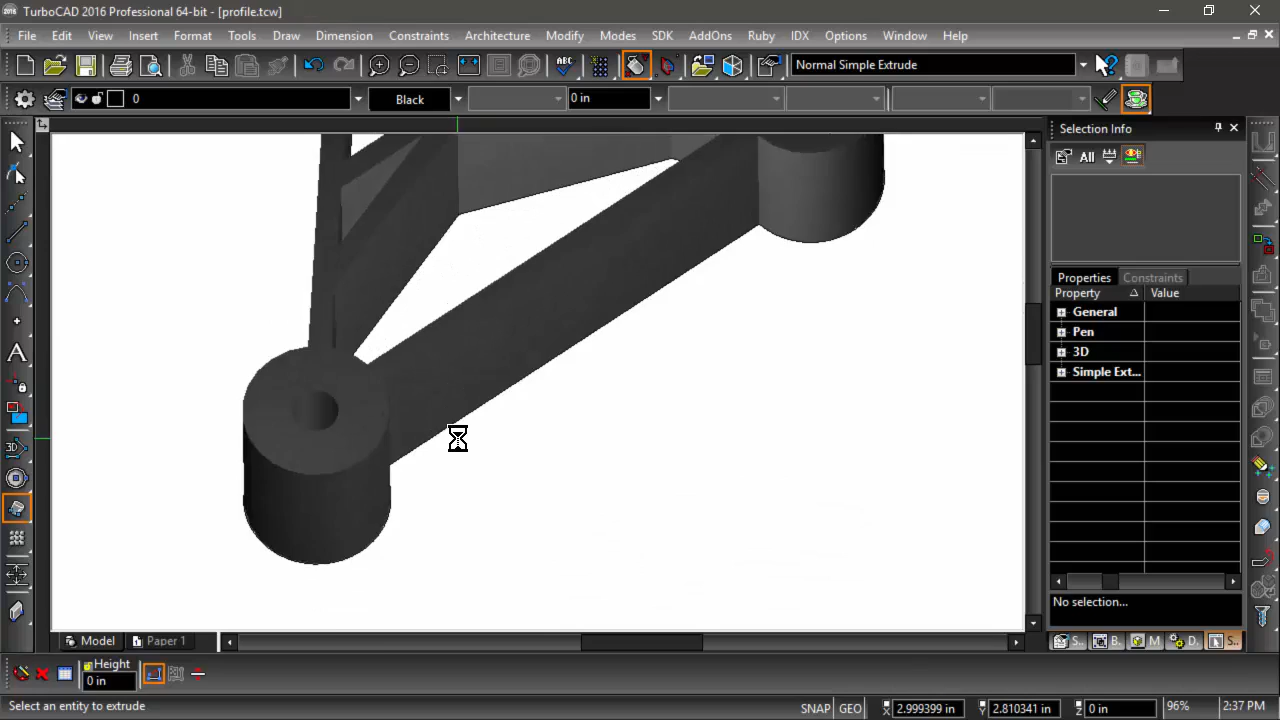 TurboCAD 2016 Professional 64-bit - [profile.tcw]
File Edit View Insert Format Tools Draw Dimension Constraints Architecture Modify Modes SDK AddOns Ruby IDX Options Window Help
ABC Normal Simple Extrude
0 Black 0 in
Selection Info
All
Properties Constraints
Property Value
General
Pen
3D
Simple Ext...
No selection...
S.. B. M D. S..
Model Paper 1
Height
0 in
Select an entity to extrude SNAP GEO X 2.999399 in Y 2.810341 in Z 0 in 96% 2:37 PM